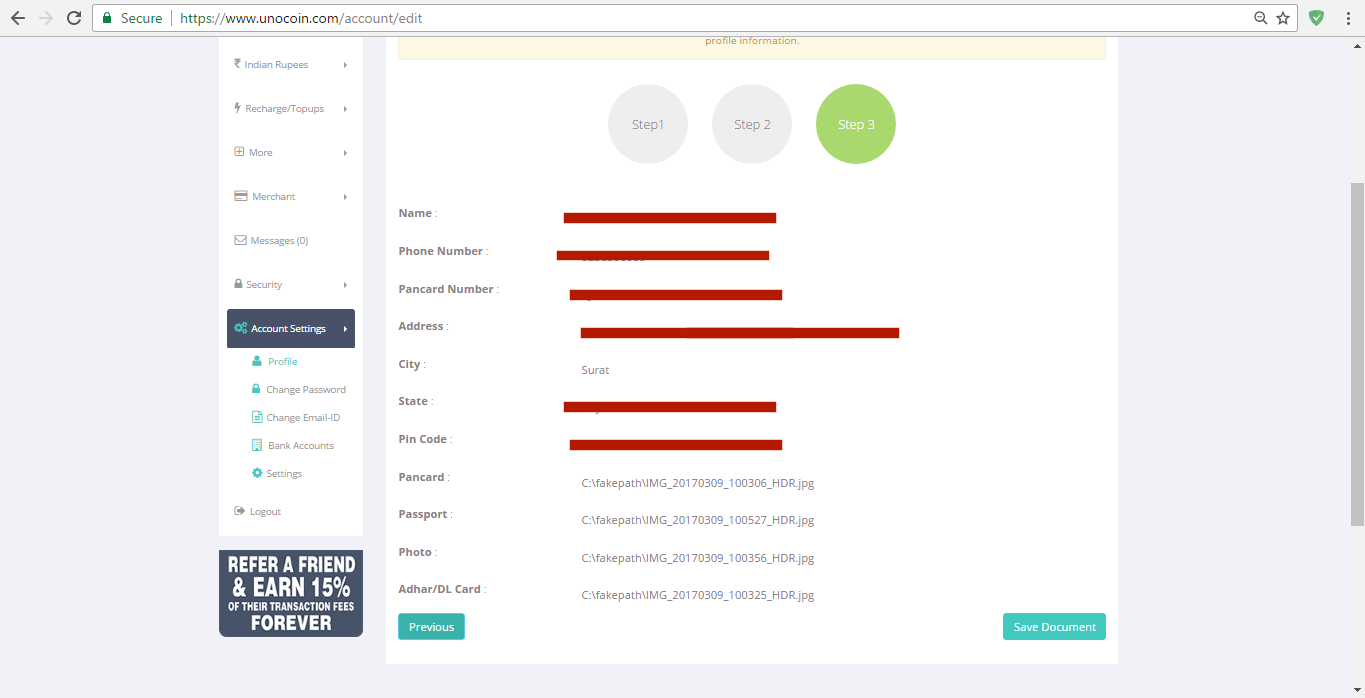 Secure
https://www.unocoin.com/account/edit
profile information.
Indian Rupees
Recharge/Topups
More
Merchant
Messages (0)
Security
Account Settings
Profile
Change Password
Change Email-ID
Bank Accounts
Settings
Logout
REFER A FRIEND
& EARN 15%
OF THEIR TRANSACTION FEES
FOREVER
Step1
Step 2
Step 3
Name :
Phone Number :
Pancard Number :
Address :
City : Surat
State :
Pin Code :
Pancard : C:\fakepath\IMG_20170309_100306_HDR.jpg
Passport : C:\fakepath\IMG_20170309_100527_HDR.jpg
Photo : C:\fakepath\IMG_20170309_100356_HDR.jpg
Adhar/DL Card : C:\fakepath\IMG_20170309_100325_HDR.jpg
Previous
Save Document